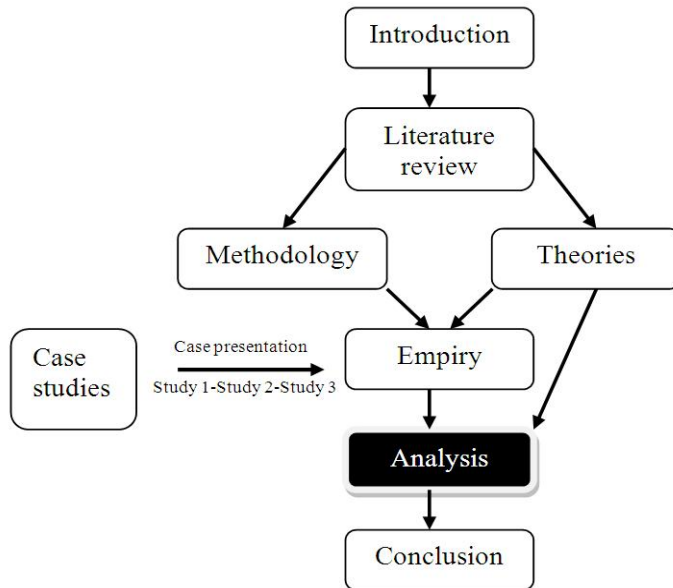 Introduction
Literature
review
Methodology
Theories
Case
studies
Case presentation
Study 1-Study 2-Study 3
Empiry
Analysis
Conclusion